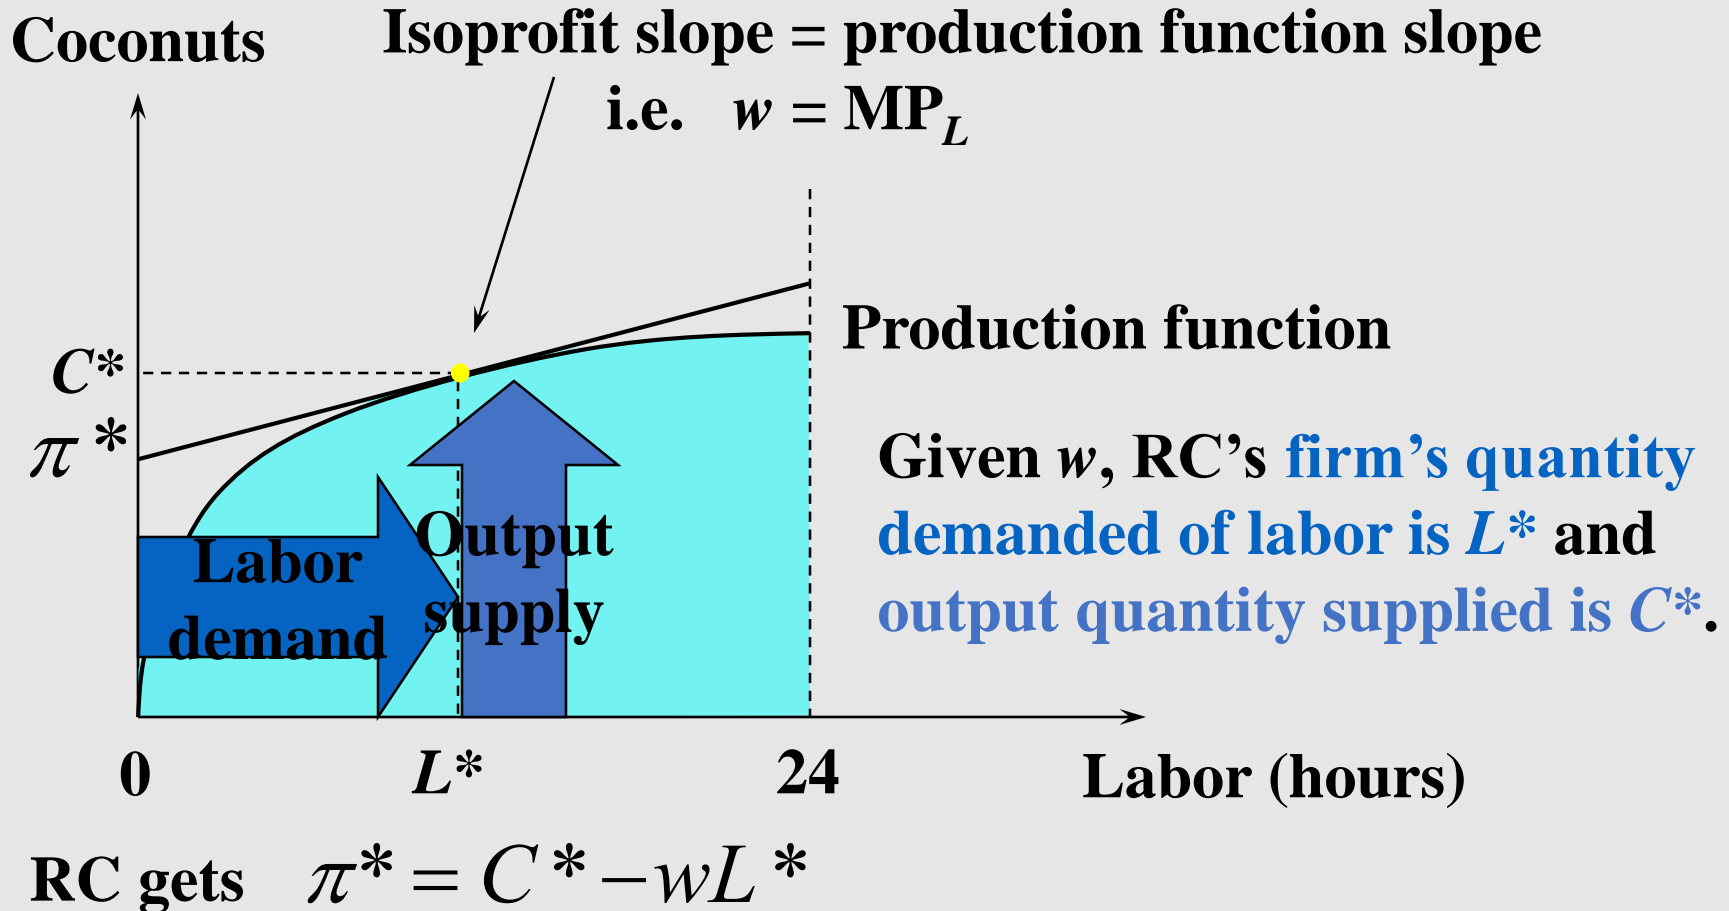 Coconuts
Isoprofit slope = production function slope
i.e. w = MP_L
Production function
C*
π*
Given w, RC’s firm’s quantity
demanded of labor is L* and
output quantity supplied is C*.
Labor
demand
Output
supply
0
L*
24
Labor (hours)
RC gets π* = C* − wL*